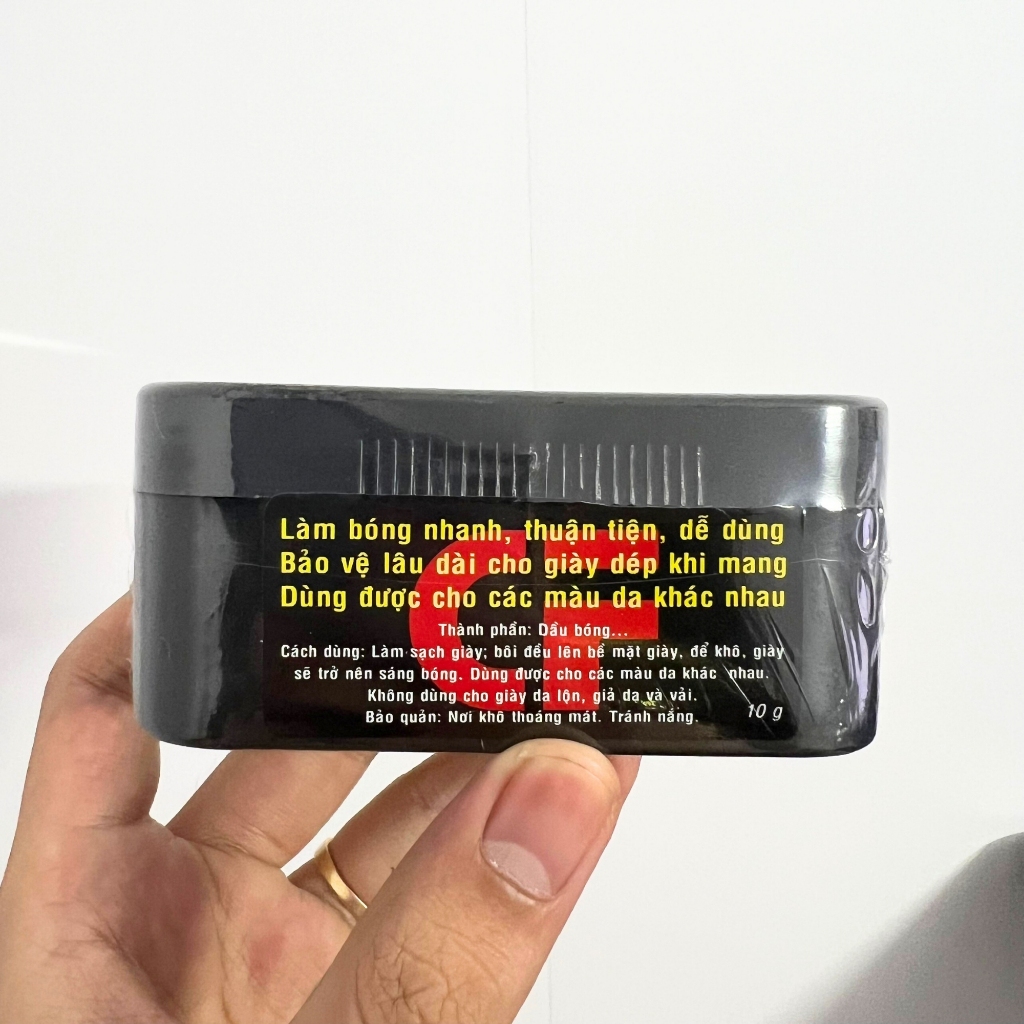 CF
Làm bóng nhanh, thuận tiện, dễ dùng
Bảo vệ lâu dài cho giày dép khi mang
Dùng được cho các màu da khác nhau
Thành phần: Dầu bóng...
Cách dùng: Làm sạch giày; bôi đều lên bề mặt giày, để khô, giày
sẽ trở nên sáng bóng. Dùng được cho các màu da khác nhau.
Không dùng cho giày da lộn, giả da và vải.
Bảo quản: Nơi khô thoáng mát. Tránh nắng.
10 g